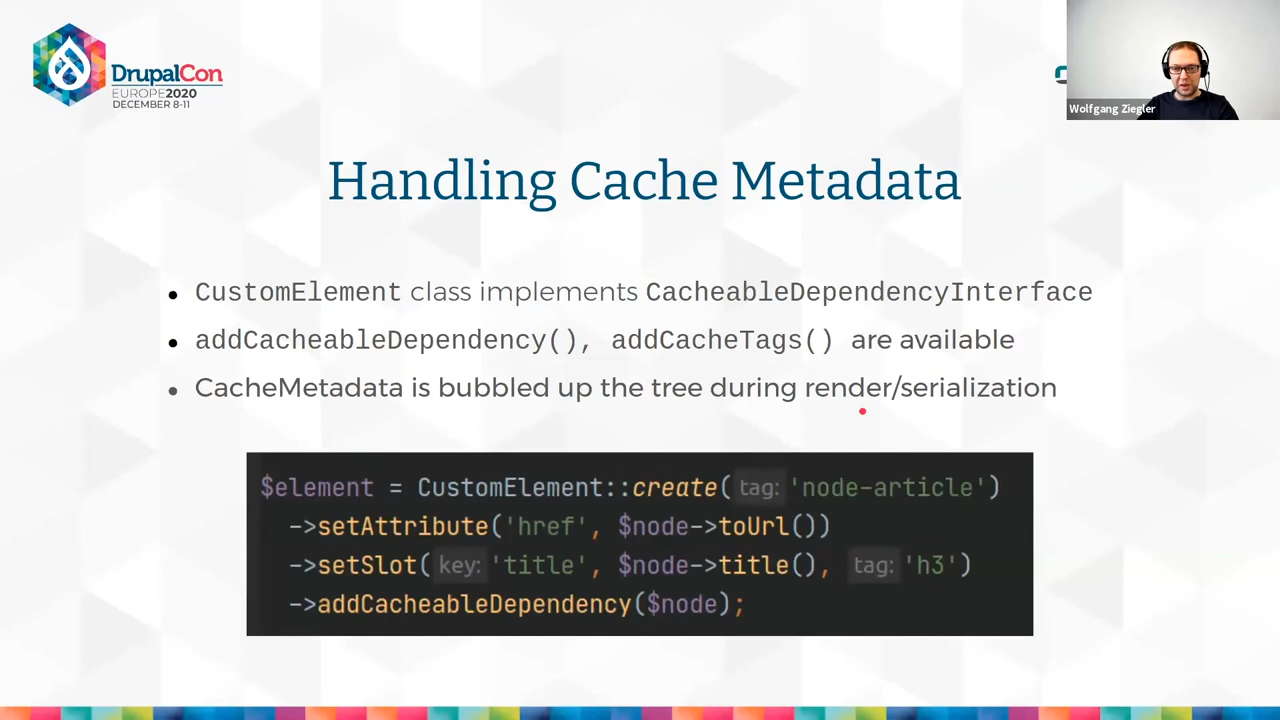 DrupalCon
EUROPE2020
DECEMBER 8-11
Wolfgang Ziegler
Handling Cache Metadata
CustomElement class implements CacheableDependencyInterface
addCacheableDependency(), addCacheTags() are available
CacheMetadata is bubbled up the tree during render/serialization
$element = CustomElement::create( tag: 'node-article')
->setAttribute('href', $node->toUrl())
->setSlot( key: 'title', $node->title(), tag: 'h3')
->addCacheableDependency($node);